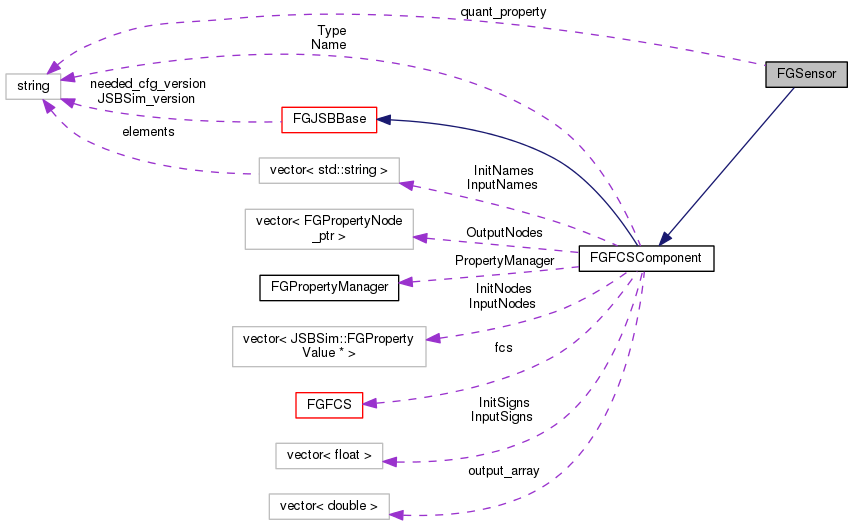 quant_property
Type
Name
FGSensor
string
needed_cfg_version
JSBSim_version
FGJSBBase
elements
vector< std::string >
InitNames
InputNames
vector< FGPropertyNode
_ptr >
OutputNodes
FGFCSComponent
PropertyManager
FGPropertyManager
InitNodes
InputNodes
vector< JSBSim::FGProperty
Value * >
fcs
FGFCS
InitSigns
InputSigns
vector< float >
output_array
vector< double >